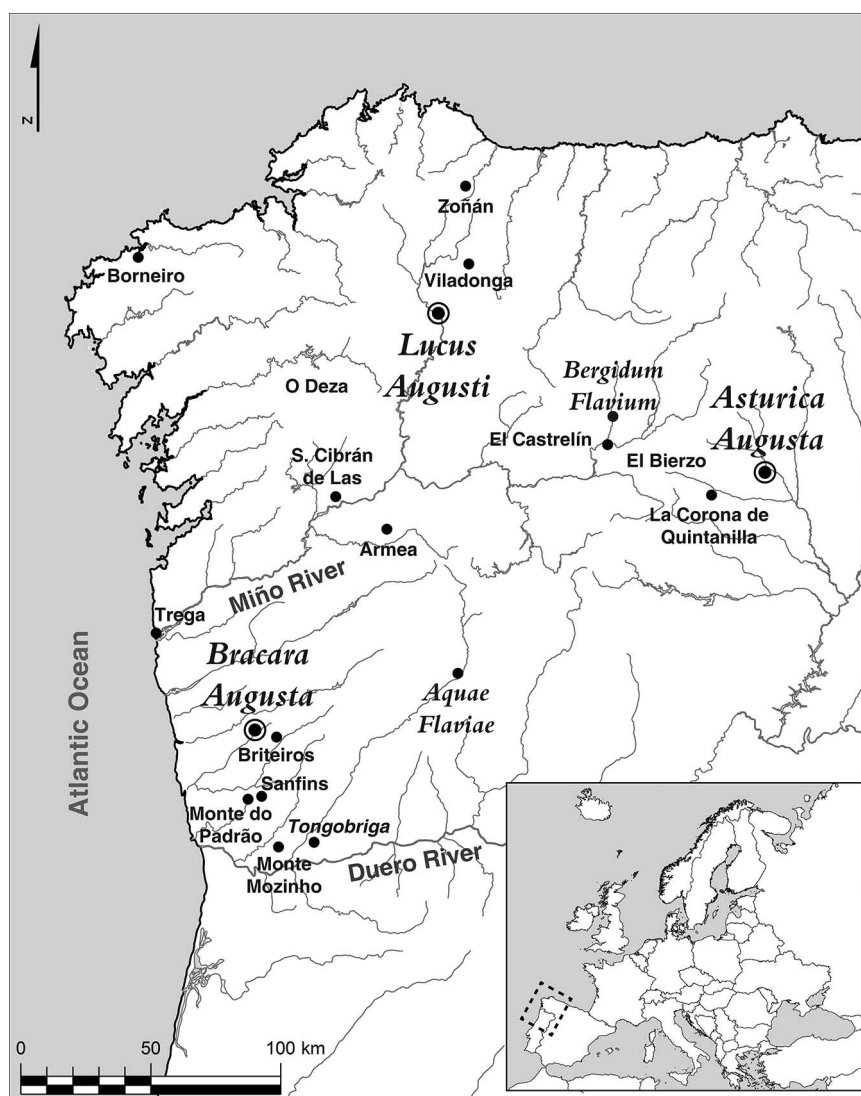 z
Zoñán
Borneiro
Viladonga
Lucus
Augusti
Bergidum
Flavium
Asturica
Augusta
O Deza
El Castrelín
El Bierzo
S. Cibrán
de Las
La Corona de
Quintanilla
Armea
Miño River
Trega
Bracara
Augusta
Aquae
Flaviae
Atlantic Ocean
Briteiros
Sanfins
Monte do
Padrão
Tongobriga
Monte
Mozinho
Duero River
0 50 100 km